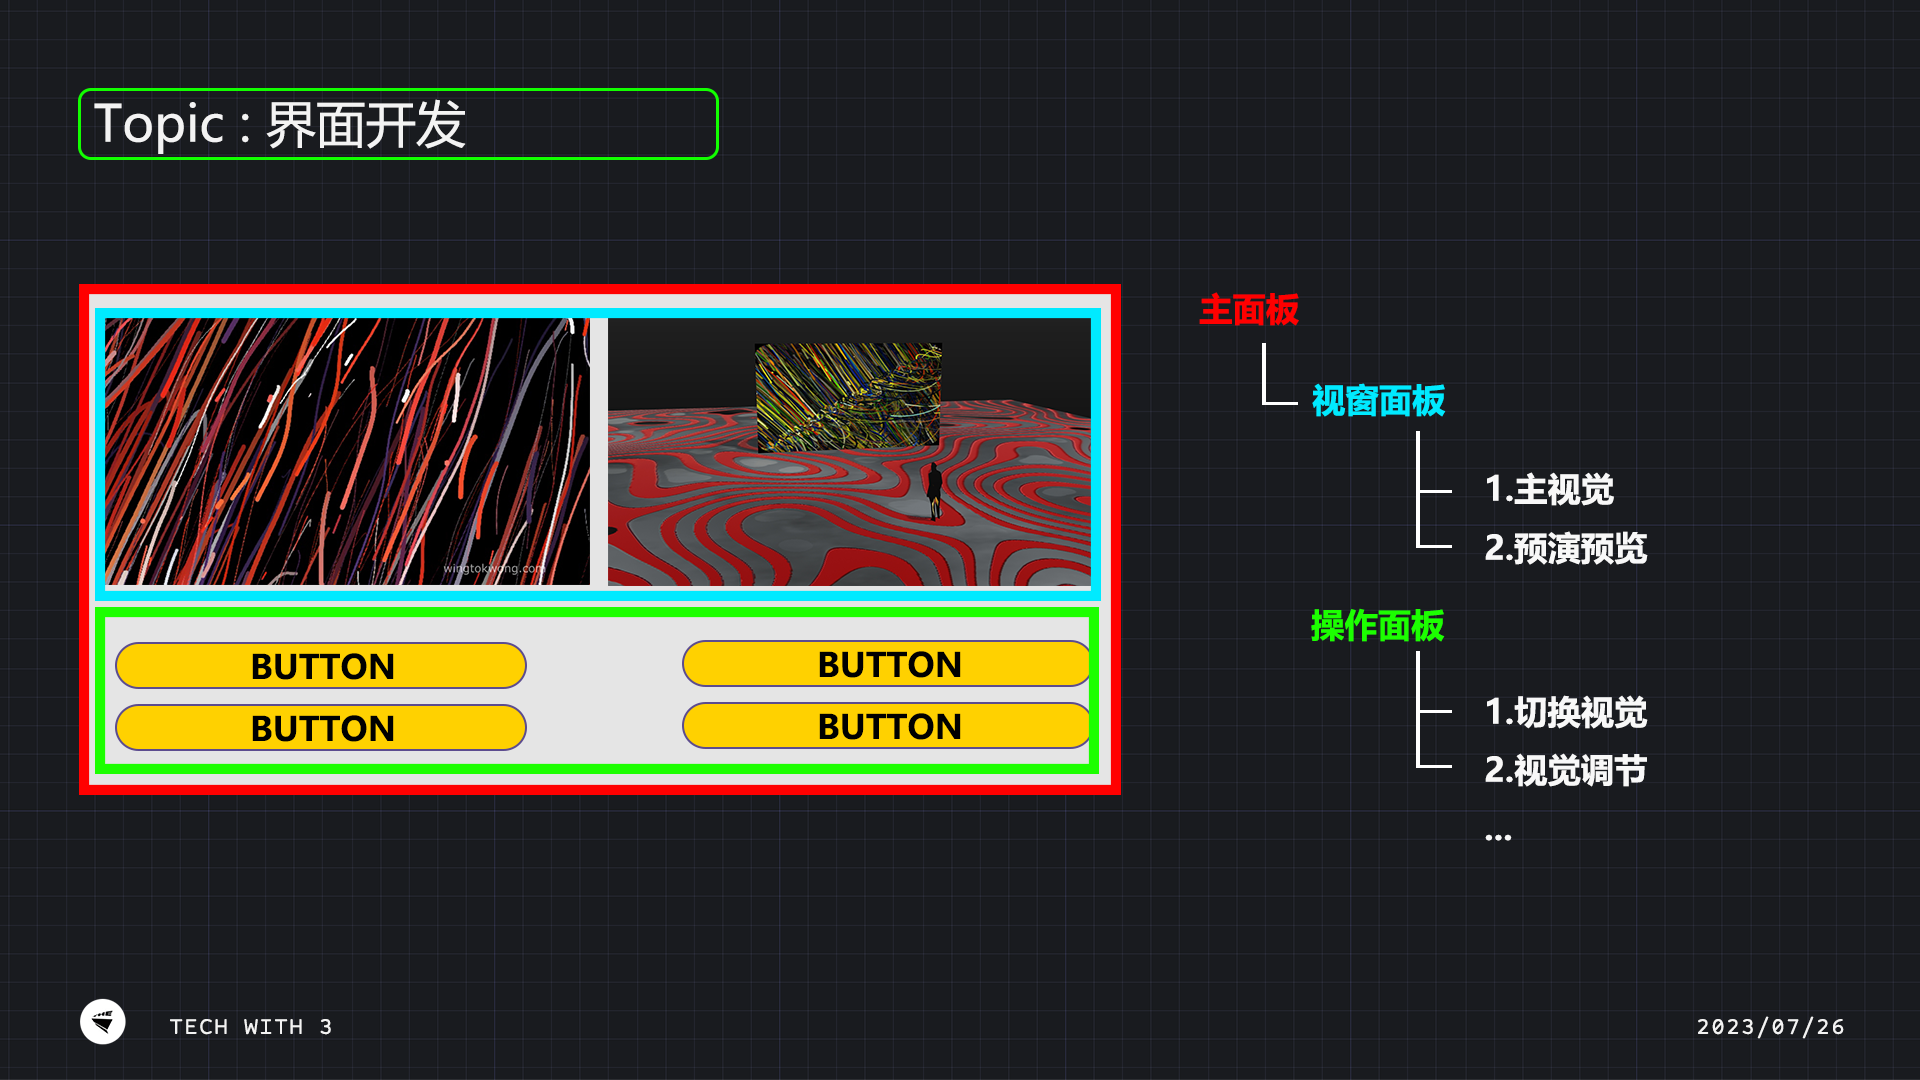 Topic : 界面开发
wingtokwong.com
BUTTON
BUTTON
BUTTON
BUTTON
主面板
视窗面板
1.主视觉
2.预演预览
操作面板
1.切换视觉
2.视觉调节
...
TECH WITH 3
2023/07/26